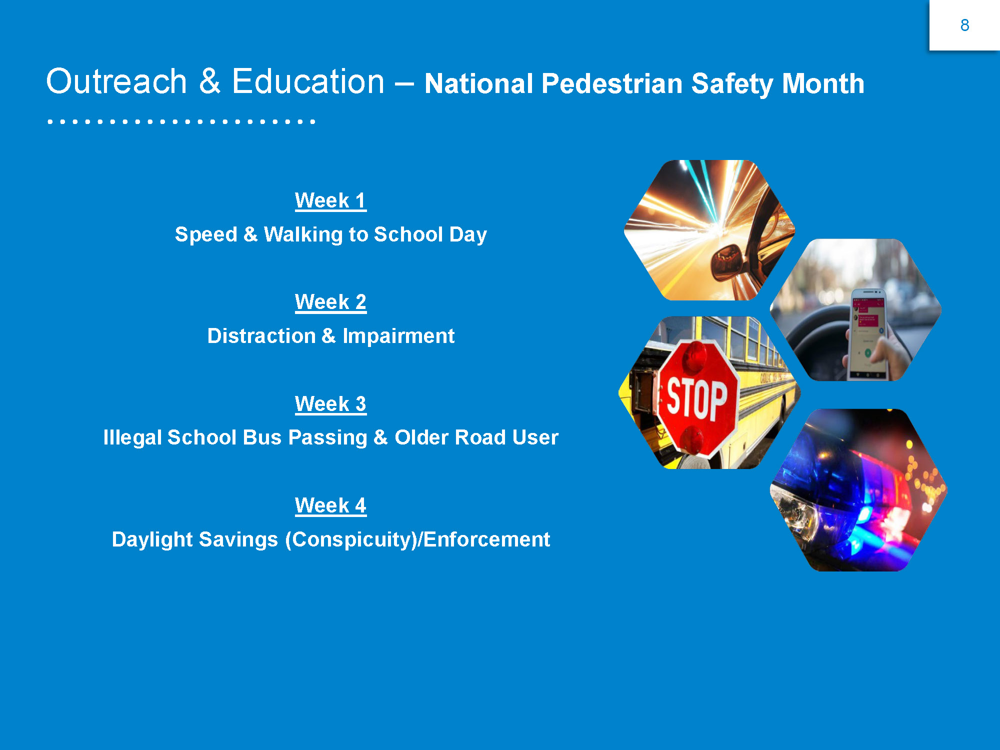 8
Outreach & Education – National Pedestrian Safety Month
Week 1
Speed & Walking to School Day
Week 2
Distraction & Impairment
Week 3
Illegal School Bus Passing & Older Road User
Week 4
Daylight Savings (Conspicuity)/Enforcement
STOP